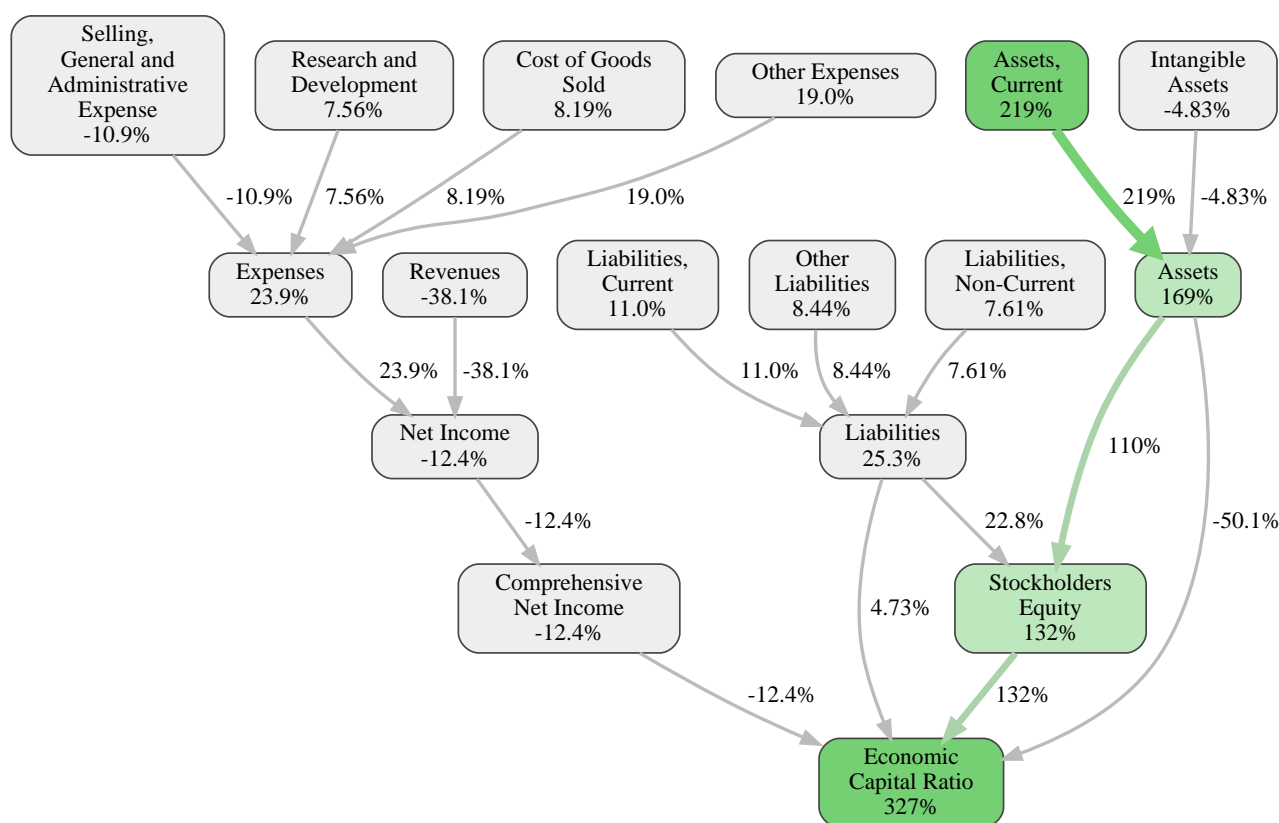 Selling,
General and
Administrative
Expense
-10.9%
Research and
Development
7.56%
Cost of Goods
Sold
8.19%
Other Expenses
19.0%
Assets,
Current
219%
Intangible
Assets
-4.83%
-10.9%
7.56%
8.19%
19.0%
219%
-4.83%
Expenses
23.9%
Revenues
-38.1%
Liabilities,
Current
11.0%
Other
Liabilities
8.44%
Liabilities,
Non-Current
7.61%
Assets
169%
23.9%
-38.1%
11.0%
8.44%
7.61%
Net Income
-12.4%
Liabilities
25.3%
110%
-12.4%
22.8%
-50.1%
Comprehensive
Net Income
-12.4%
4.73%
Stockholders
Equity
132%
-12.4%
132%
Economic
Capital Ratio
327%